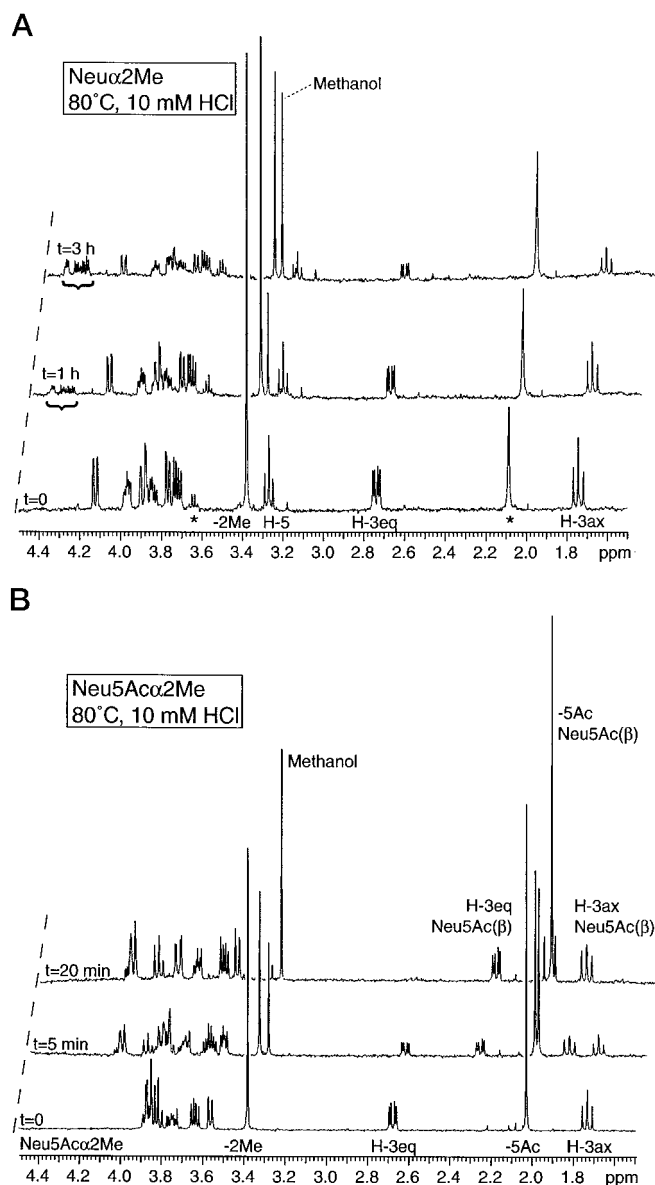 A
Neuα2Me
80˚C, 10 mM HCl
Methanol
t=3 h
t=1 h
t=0
* -2Me H-5 H-3eq * H-3ax
4.4 4.2 4.0 3.8 3.6 3.4 3.2 3.0 2.8 2.6 2.4 2.2 2.0 1.8 ppm
B
Neu5Acα2Me
80˚C, 10 mM HCl
-5Ac
Neu5Ac(β)
Methanol
H-3eq
Neu5Ac(β)
H-3ax
Neu5Ac(β)
t=20 min
t=5 min
t=0
Neu5Acα2Me -2Me H-3eq -5Ac H-3ax
4.4 4.2 4.0 3.8 3.6 3.4 3.2 3.0 2.8 2.6 2.4 2.2 2.0 1.8 ppm